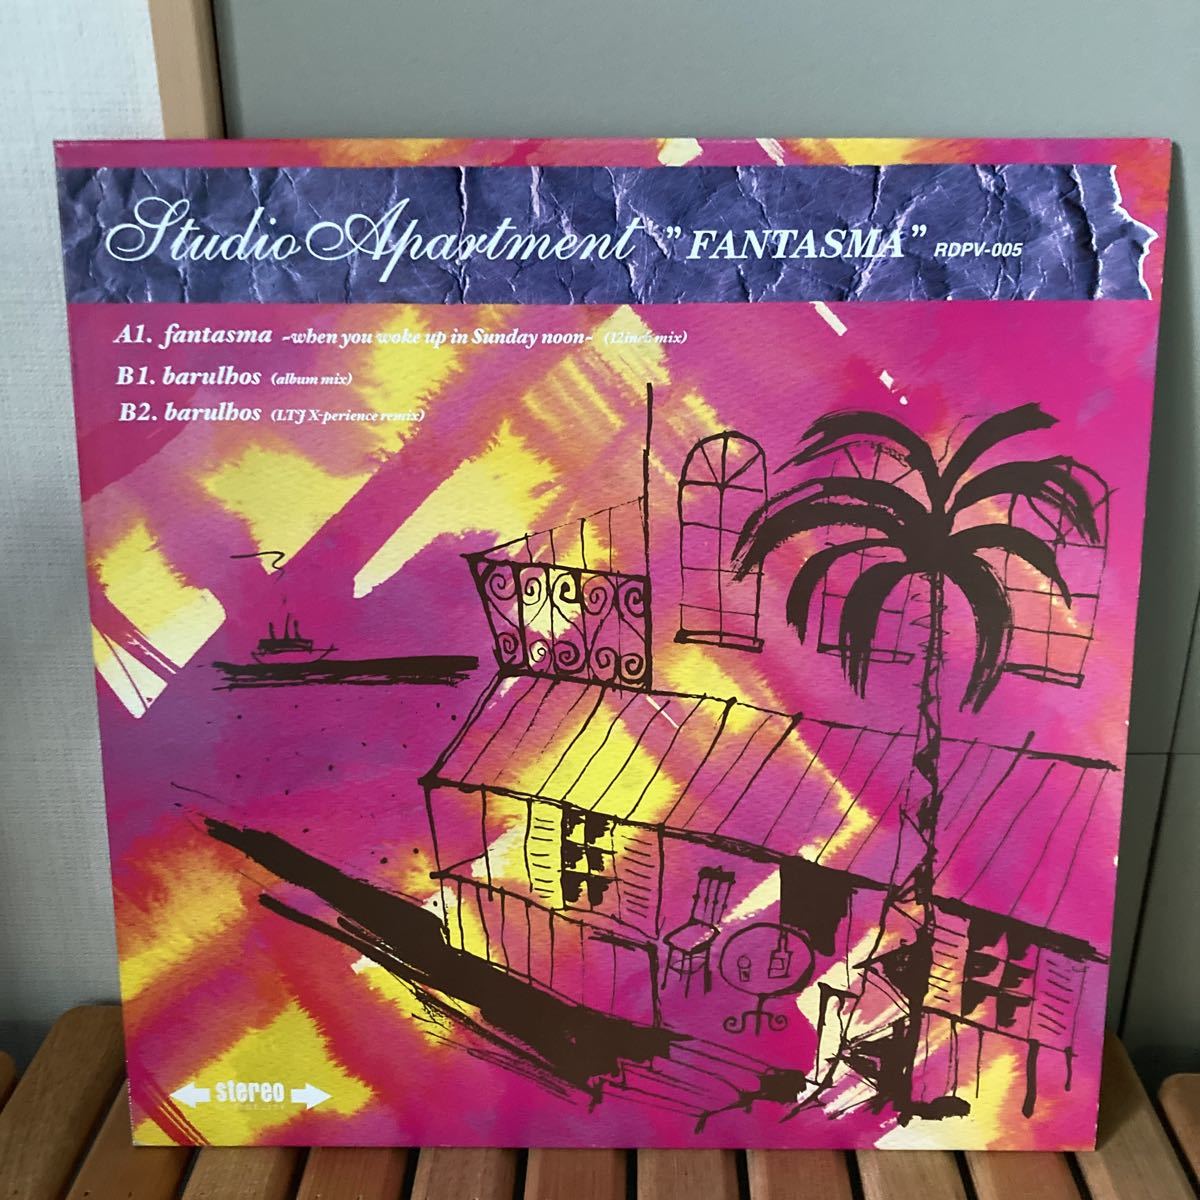 Studio Apartment "FANTASMA" RDPV-005
A1. fantasma ~when you woke up in Sunday noon~ (12inch mix)
B1. barulhos (album mix)
B2. barulhos (LTJ X-perience remix)
stereo